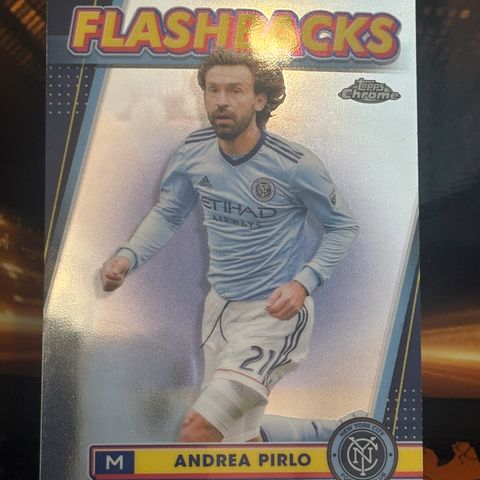 FLASHBACKS
Topps
Chrome
ETIHAD
AIRWAYS
21
M ANDREA PIRLO
NEW YORK CITY